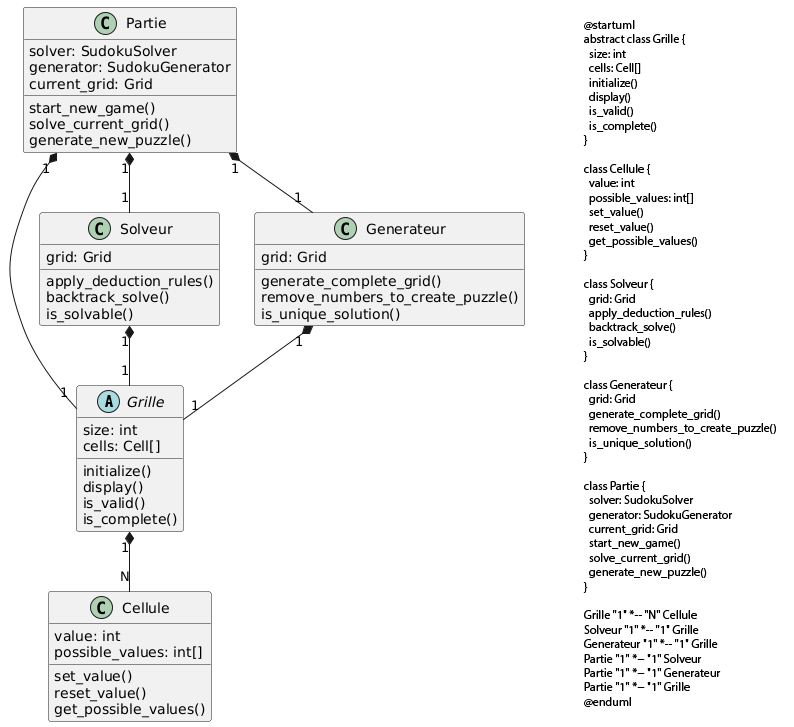 C Partie
solver: SudokuSolver
generator: SudokuGenerator
current_grid: Grid
start_new_game()
solve_current_grid()
generate_new_puzzle()
1 1 1
1 1
C Solveur
grid: Grid
apply_deduction_rules()
backtrack_solve()
is_solvable()
C Generateur
grid: Grid
generate_complete_grid()
remove_numbers_to_create_puzzle()
is_unique_solution()
1 1
1 1 1
A Grille
size: int
cells: Cell[]
initialize()
display()
is_valid()
is_complete()
1
N
C Cellule
value: int
possible_values: int[]
set_value()
reset_value()
get_possible_values()
@startuml
abstract class Grille {
size: int
cells: Cell[]
initialize()
display()
is_valid()
is_complete()
}
class Cellule {
value: int
possible_values: int[]
set_value()
reset_value()
get_possible_values()
}
class Solveur {
grid: Grid
apply_deduction_rules()
backtrack_solve()
is_solvable()
}
class Generateur {
grid: Grid
generate_complete_grid()
remove_numbers_to_create_puzzle()
is_unique_solution()
}
class Partie {
solver: SudokuSolver
generator: SudokuGenerator
current_grid: Grid
start_new_game()
solve_current_grid()
generate_new_puzzle()
}
Grille "1" *-- "N" Cellule
Solveur "1" *-- "1" Grille
Generateur "1" *-- "1" Grille
Partie "1" *-- "1" Solveur
Partie "1" *-- "1" Generateur
Partie "1" *-- "1" Grille
@enduml